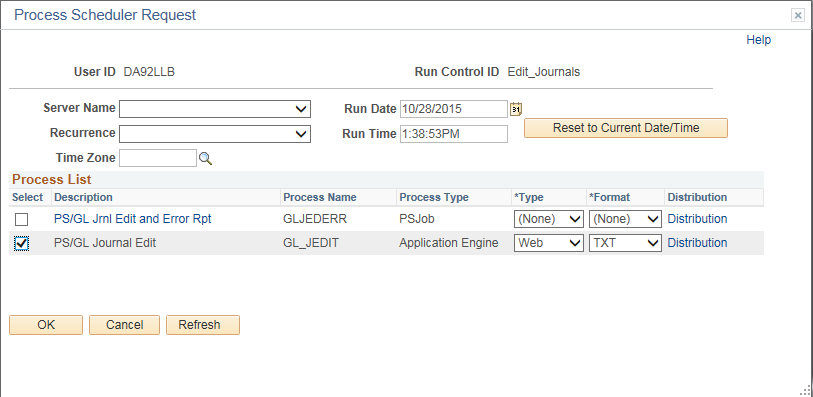 Process Scheduler Request
Help
User ID DA92LLB Run Control ID Edit_Journals
Server Name Run Date 10/28/2015 31
Recurrence Run Time 1:38:53PM Reset to Current Date/Time
Time Zone
Process List
Select Description Process Name Process Type *Type *Format Distribution
PS/GL Jrnl Edit and Error Rpt GLJEDERR PSJob (None) (None) Distribution
PS/GL Journal Edit GL_JEDIT Application Engine Web TXT Distribution
OK Cancel Refresh